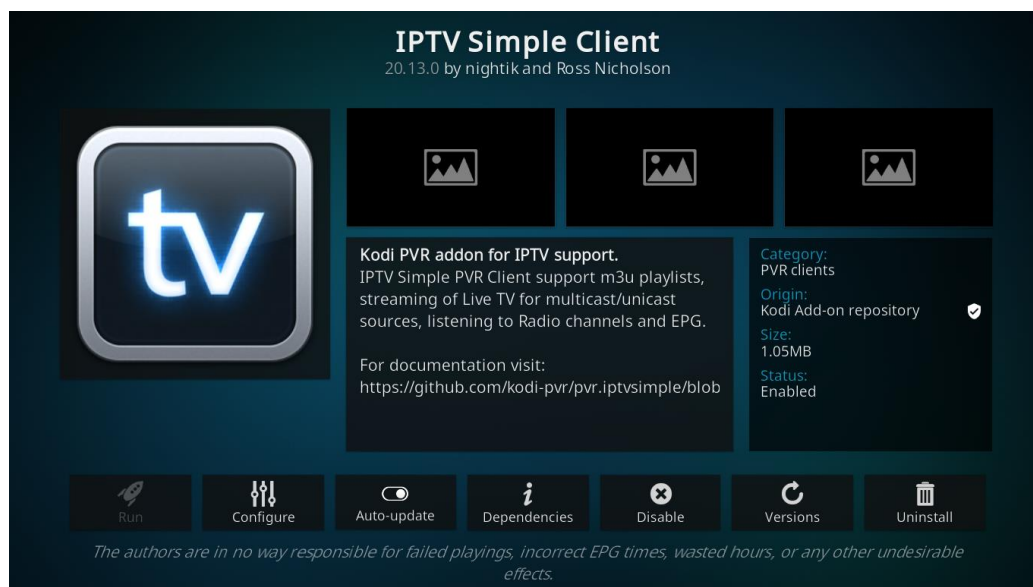 IPTV Simple Client
20.13.0 by nightik and Ross Nicholson
tv
Kodi PVR addon for IPTV support.
IPTV Simple PVR Client support m3u playlists,
streaming of Live TV for multicast/unicast
sources, listening to Radio channels and EPG.
For documentation visit:
https://github.com/kodi-pvr/pvr.iptvsimple/blob
Category:
PVR clients
Origin:
Kodi Add-on repository
Size:
1.05MB
Status:
Enabled
Run
Configure
Auto-update
Dependencies
Disable
Versions
Uninstall
The authors are in no way responsible for failed playings, incorrect EPG times, wasted hours, or any other undesirable
effects.